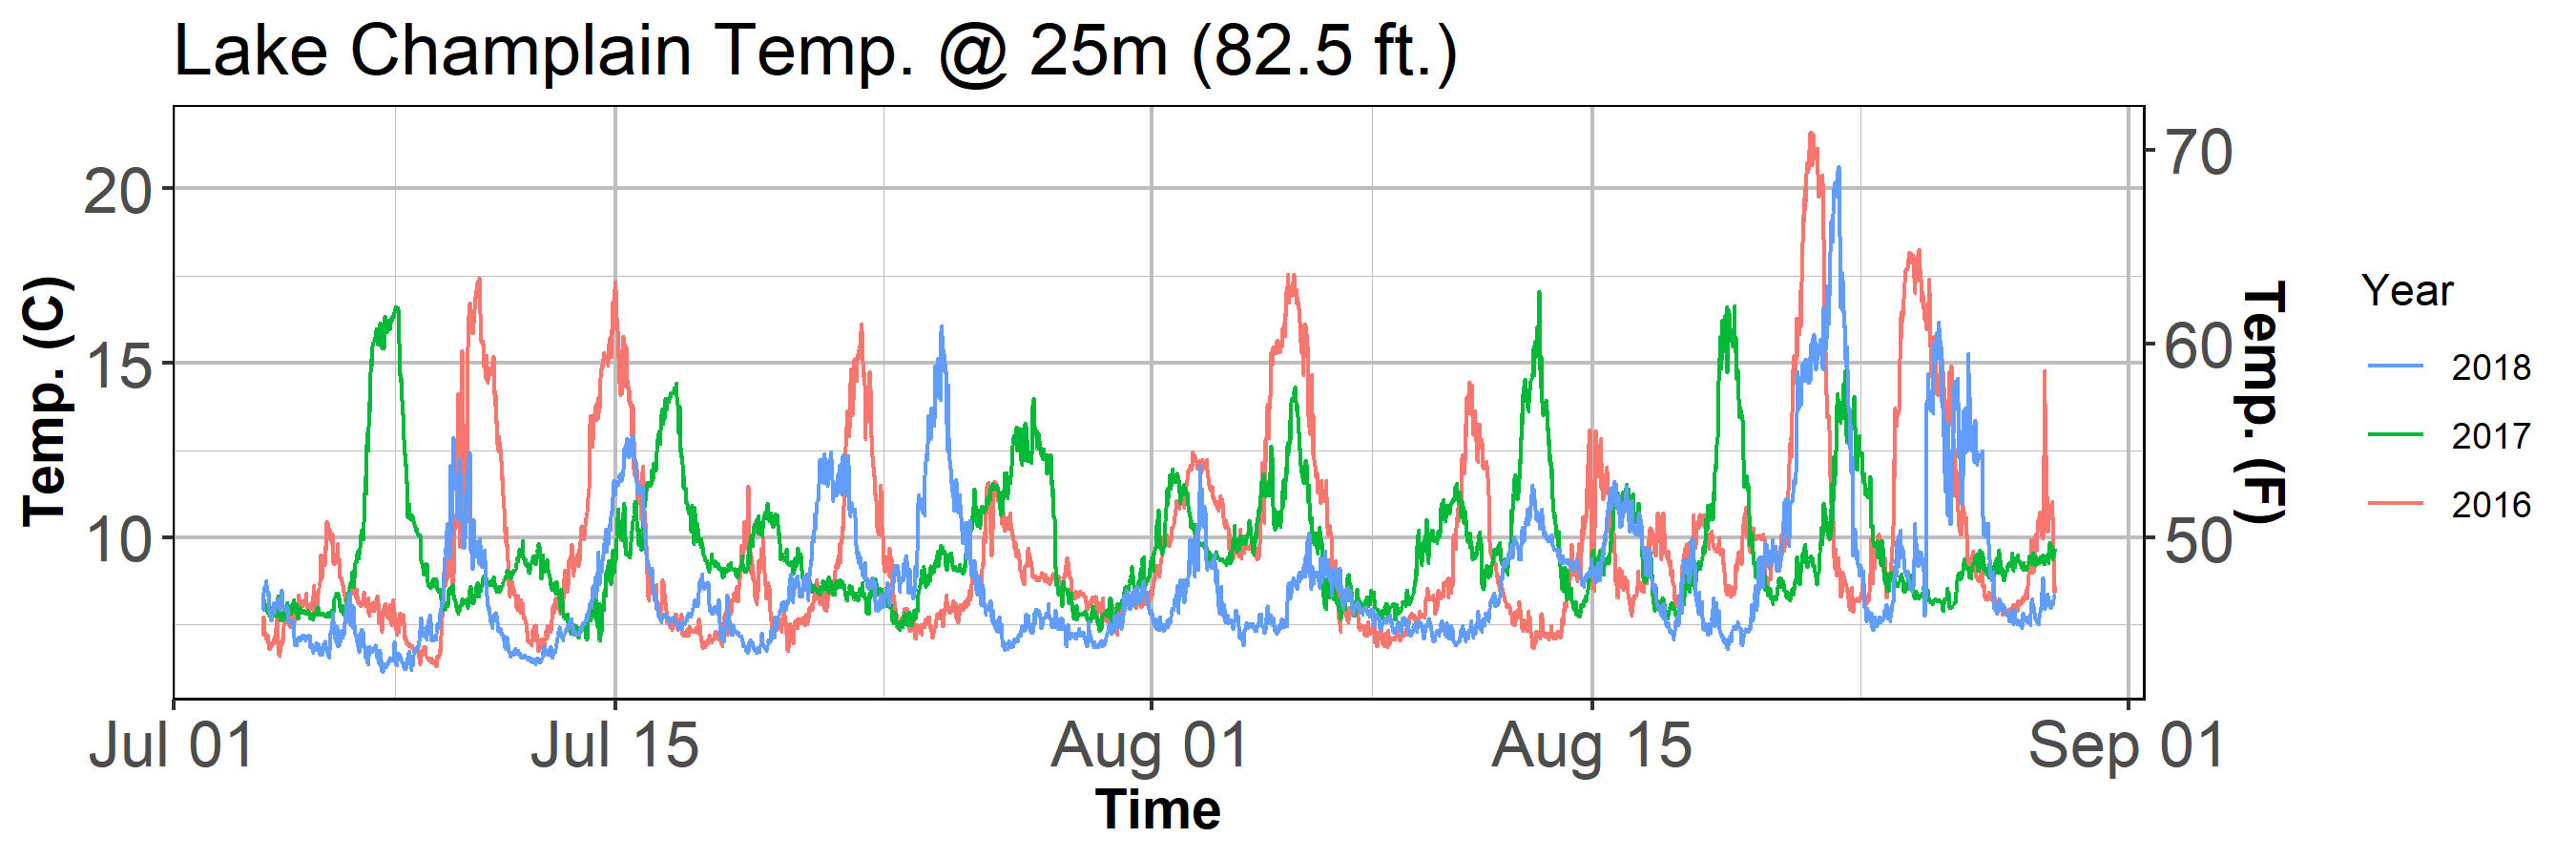 Lake Champlain Temp. @ 25m (82.5 ft.)
Temp. (C)
20
15
10
70
60
50
Temp. (F)
Jul 01
Jul 15
Aug 01
Aug 15
Sep 01
Time
Year
2018
2017
2016